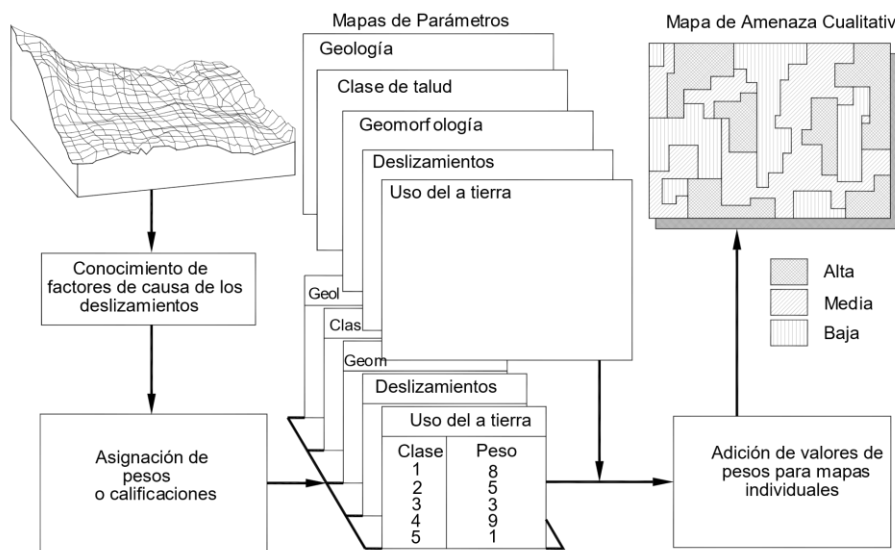 Mapas de Parámetros
Mapa de Amenaza Cualitativ
Geología
Clase de talud
Geomorfología
Deslizamientos
Uso del a tierra
Conocimiento de
factores de causa de los
deslizamientos
Geol
Clas
Geom
Deslizamientos
Uso del a tierra
Clase Peso
1 8
2 5
3 3
4 9
5 1
Asignación de
pesos
o calificaciones
Adición de valores de
pesos para mapas
individuales
Alta
Media
Baja